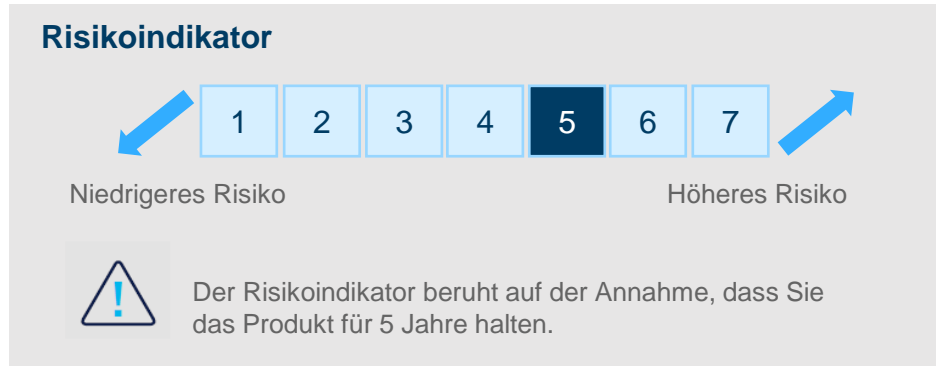 Risikoindikator
1 2 3 4 5 6 7
Niedrigeres Risiko Höheres Risiko
Der Risikoindikator beruht auf der Annahme, dass Sie
das Produkt für 5 Jahre halten.